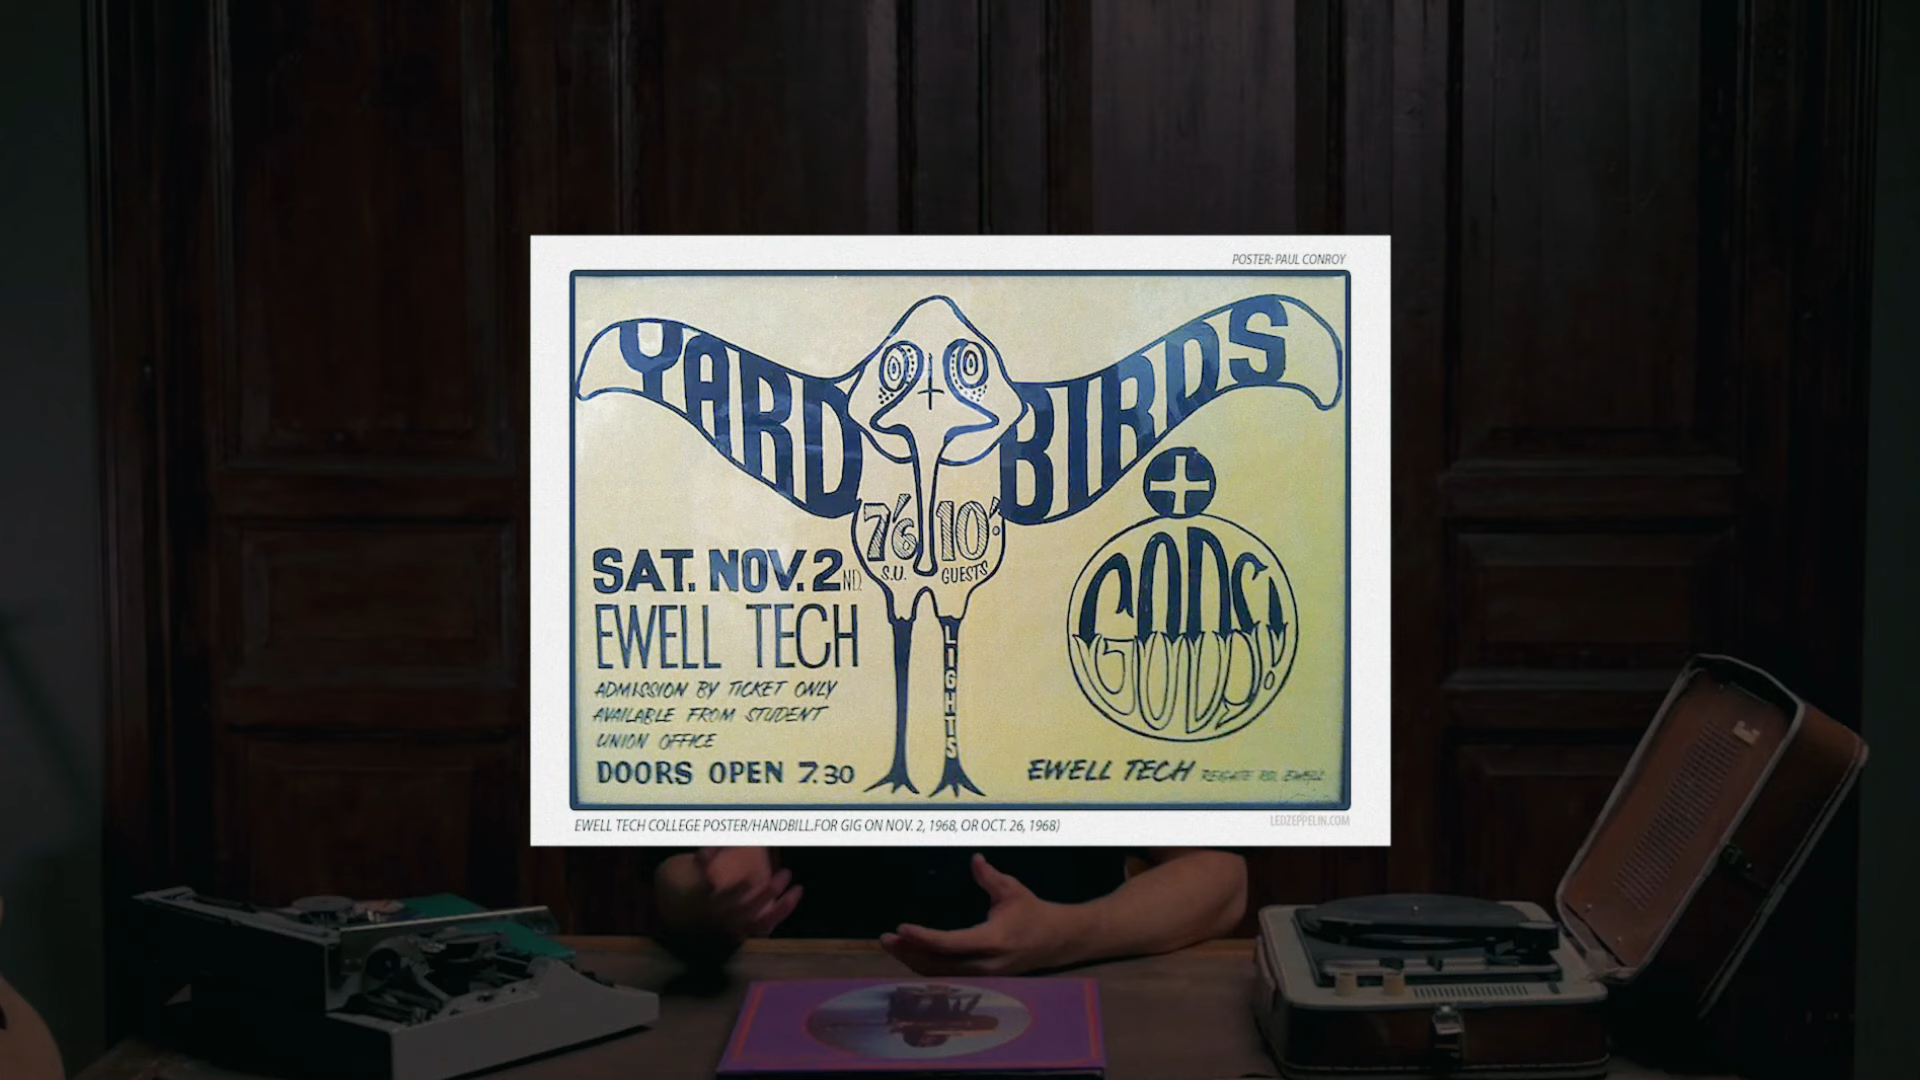 POSTER: PAUL CONROY
YARD BIRDS
+
GODS!
7'6 10'.
S.U. GUESTS
SAT. NOV. 2ND.
EWELL TECH
ADMISSION BY TICKET ONLY
AVAILABLE FROM STUDENT
UNION OFFICE
DOORS OPEN 7.30
LIGHTS
EWELL TECH REIGATE RD. EWELL
EWELL TECH COLLEGE POSTER/HANDBILL.FOR GIG ON NOV. 2, 1968, OR OCT. 26, 1968)
LEDZEPPELIN.COM